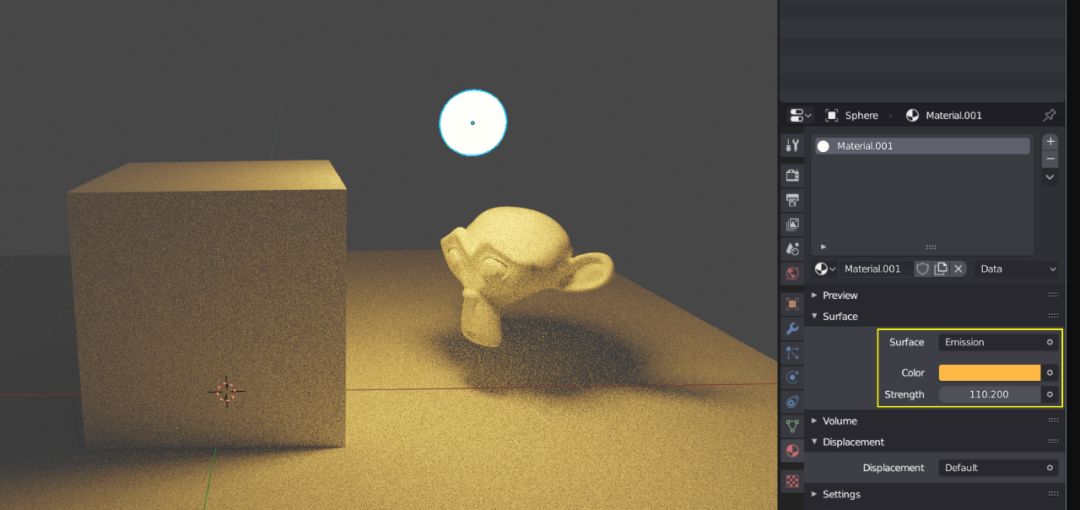 Sphere Material.001
Material.001
Material.001 Data
Preview
Surface
Surface Emission
Color
Strength 110.200
Volume
Displacement
Displacement Default
Settings